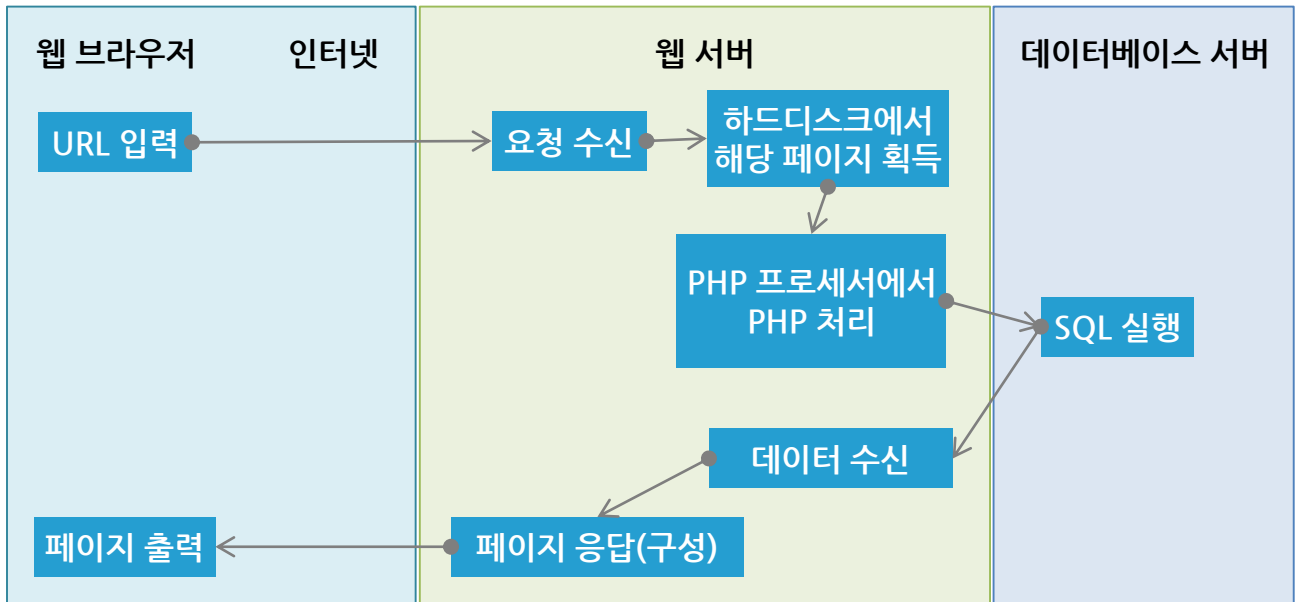 웹 브라우저
인터넷
웹 서버
데이터베이스 서버
URL 입력
요청 수신
하드디스크에서
해당 페이지 획득
PHP 프로세서에서
PHP 처리
SQL 실행
데이터 수신
페이지 응답(구성)
페이지 출력